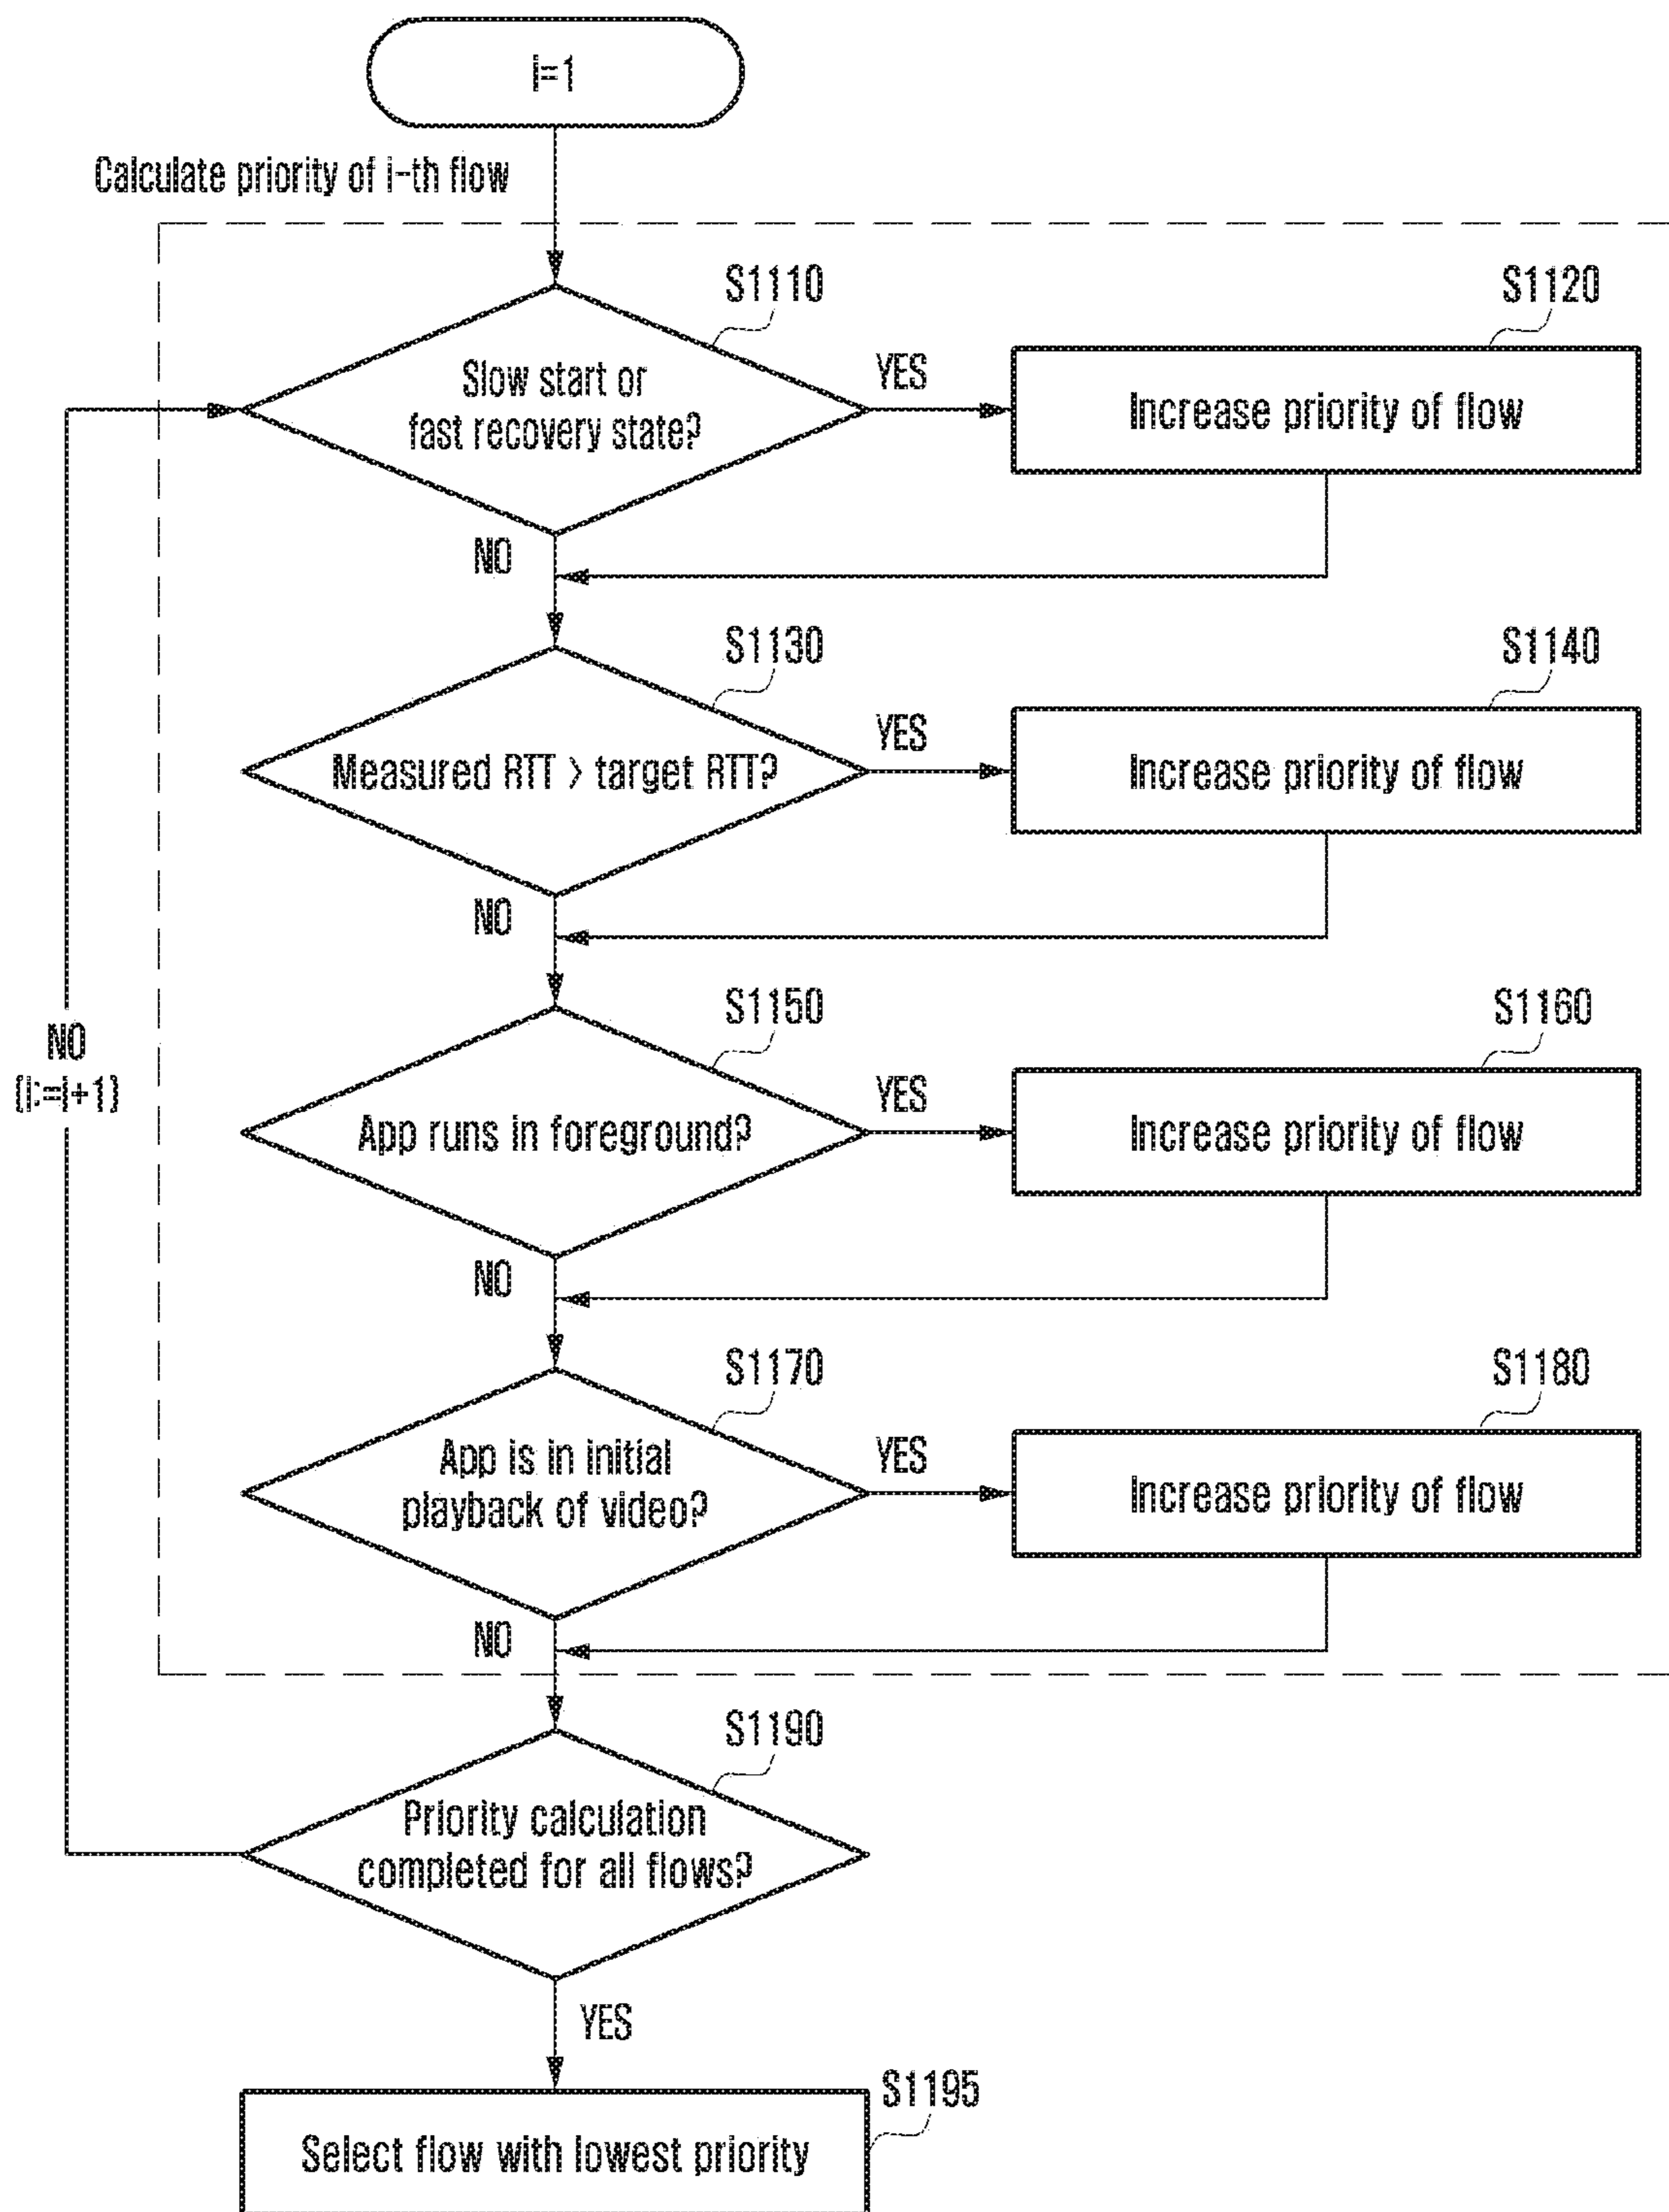 i=1
Calculate priority of i-th flow
S1110
S1120
Slow start or
fast recovery state?
YES
Increase priority of flow
NO
S1130
S1140
Measured RTT > target RTT?
YES
Increase priority of flow
NO
S1150
S1160
App runs in foreground?
YES
Increase priority of flow
NO
NO
(i:=i+1)
S1170
S1180
App is in initial
playback of video?
YES
Increase priority of flow
NO
S1190
Priority calculation
completed for all flows?
YES
S1195
Select flow with lowest priority